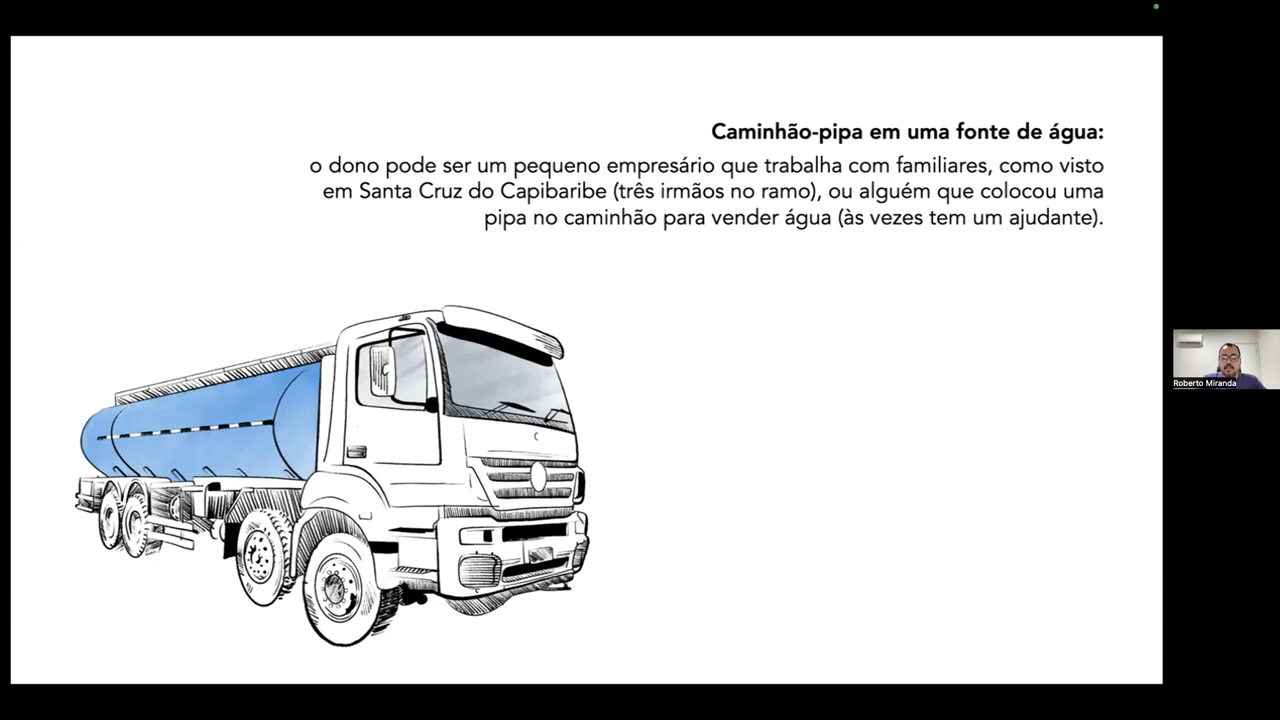 Caminhão-pipa em uma fonte de água:
o dono pode ser um pequeno empresário que trabalha com familiares, como visto
em Santa Cruz do Capibaribe (três irmãos no ramo), ou alguém que colocou uma
pipa no caminhão para vender água (às vezes tem um ajudante).
Roberto Miranda